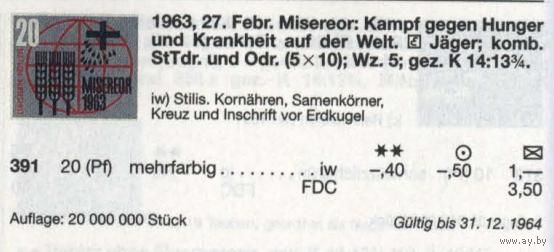 1963, 27. Febr. Misereor: Kampf gegen Hunger
und Krankheit auf der Welt. 🄴 Jäger; komb.
StTdr. und Odr. (5×10); Wz. 5; gez. K 14:13¾.
20
MISEREOR
1963
iw) Stilis. Kornähren, Samenkörner,
Kreuz und Inschrift vor Erdkugel
** ⊙ ✉
391 20 (Pf) mehrfarbig . . . . . . . . . iw –.40 –.50 1,—
FDC 3,50
Auflage: 20 000 000 Stück Gültig bis 31. 12. 1964
www.ay.by